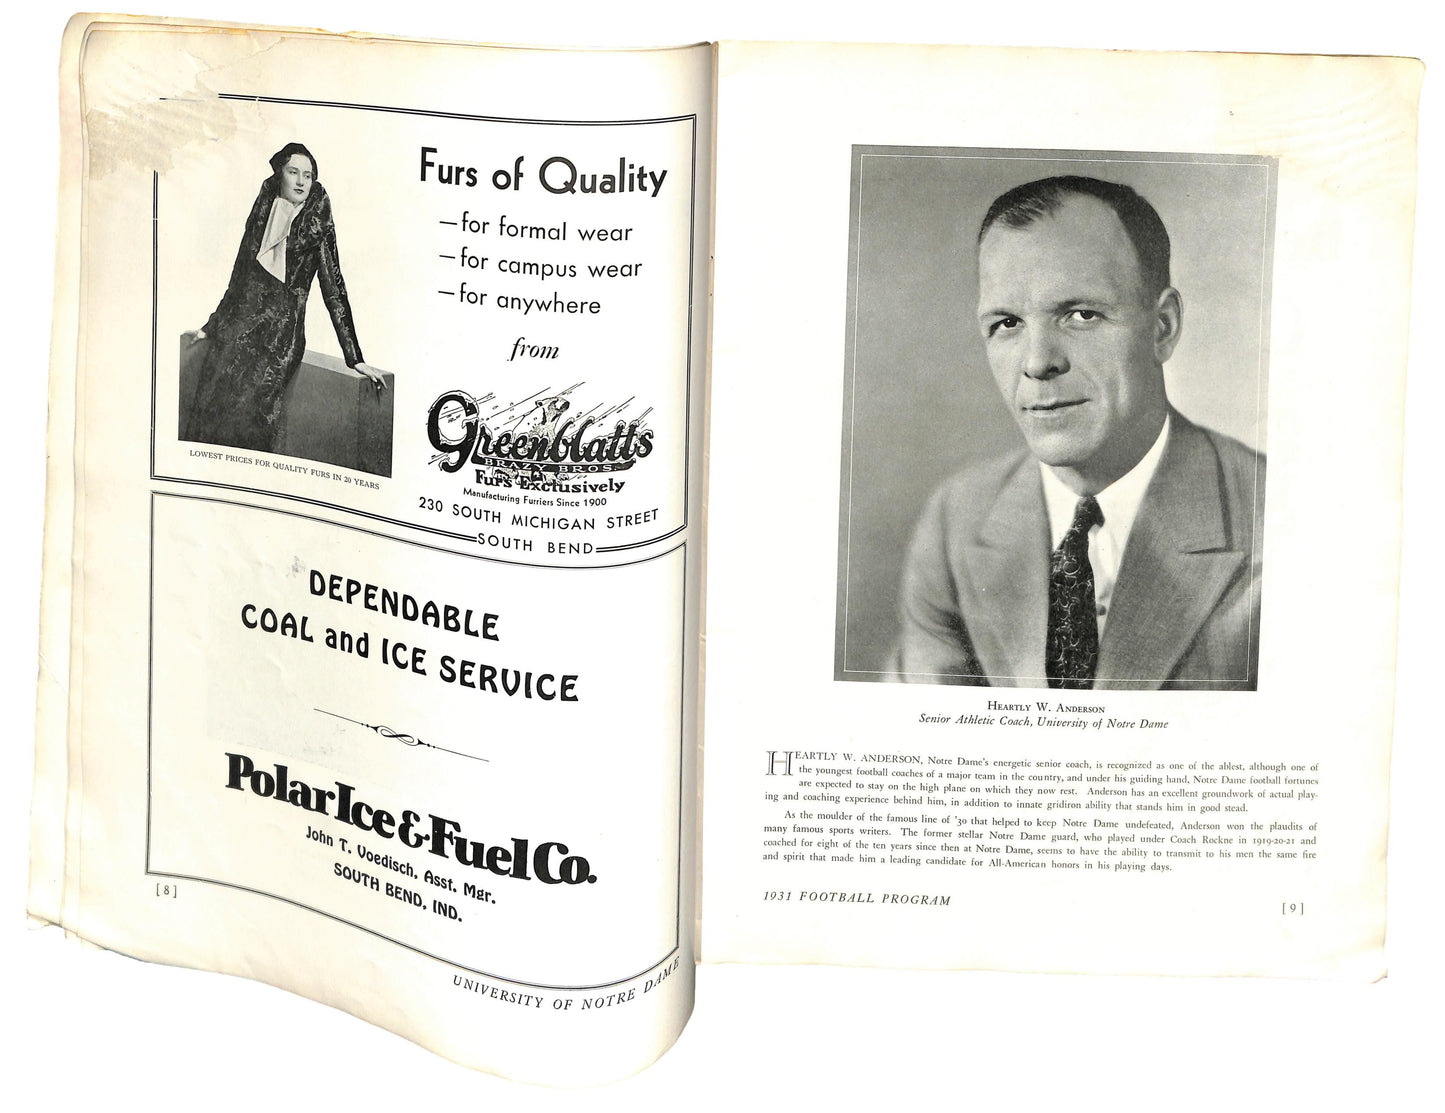 Furs of Quality
—for formal wear
—for campus wear
—for anywhere
from
Greenblatts
BRAZY BROS.
Furs Exclusively
Manufacturing Furriers Since 1900
230 SOUTH MICHIGAN STREET
SOUTH BEND
LOWEST PRICES FOR QUALITY FURS IN 20 YEARS
DEPENDABLE
COAL and ICE SERVICE
Polar Ice & Fuel Co.
John T. Voedisch, Asst. Mgr.
SOUTH BEND, IND.
[ 8 ]
UNIVERSITY OF NOTRE DAME
HEARTLY W. ANDERSON
Senior Athletic Coach, University of Notre Dame
HEARTLY W. ANDERSON, Notre Dame's energetic senior coach, is recognized as one of the ablest, although one of
the youngest football coaches of a major team in the country, and under his guiding hand, Notre Dame football fortunes
are expected to stay on the high plane on which they now rest. Anderson has an excellent groundwork of actual play-
ing and coaching experience behind him, in addition to innate gridiron ability that stands him in good stead.
As the moulder of the famous line of '30 that helped to keep Notre Dame undefeated, Anderson won the plaudits of
many famous sports writers. The former stellar Notre Dame guard, who played under Coach Rockne in 1919-20-21 and
coached for eight of the ten years since then at Notre Dame, seems to have the ability to transmit to his men the same fire
and spirit that made him a leading candidate for All-American honors in his playing days.
1931 FOOTBALL PROGRAM
[ 9 ]